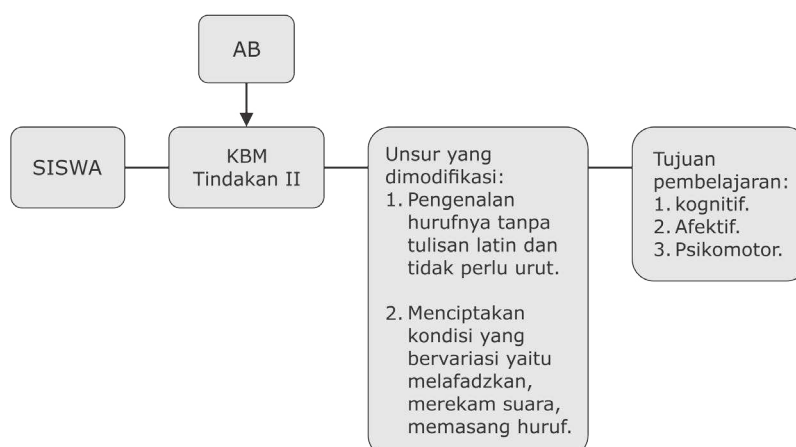 AB
SISWA
KBM
Tindakan II
Unsur yang
dimodifikasi:
1. Pengenalan
hurufnya tanpa
tulisan latin dan
tidak perlu urut.
2. Menciptakan
kondisi yang
bervariasi yaitu
melafadzkan,
merekam suara,
memasang huruf.
Tujuan
pembelajaran:
1. kognitif.
2. Afektif.
3. Psikomotor.